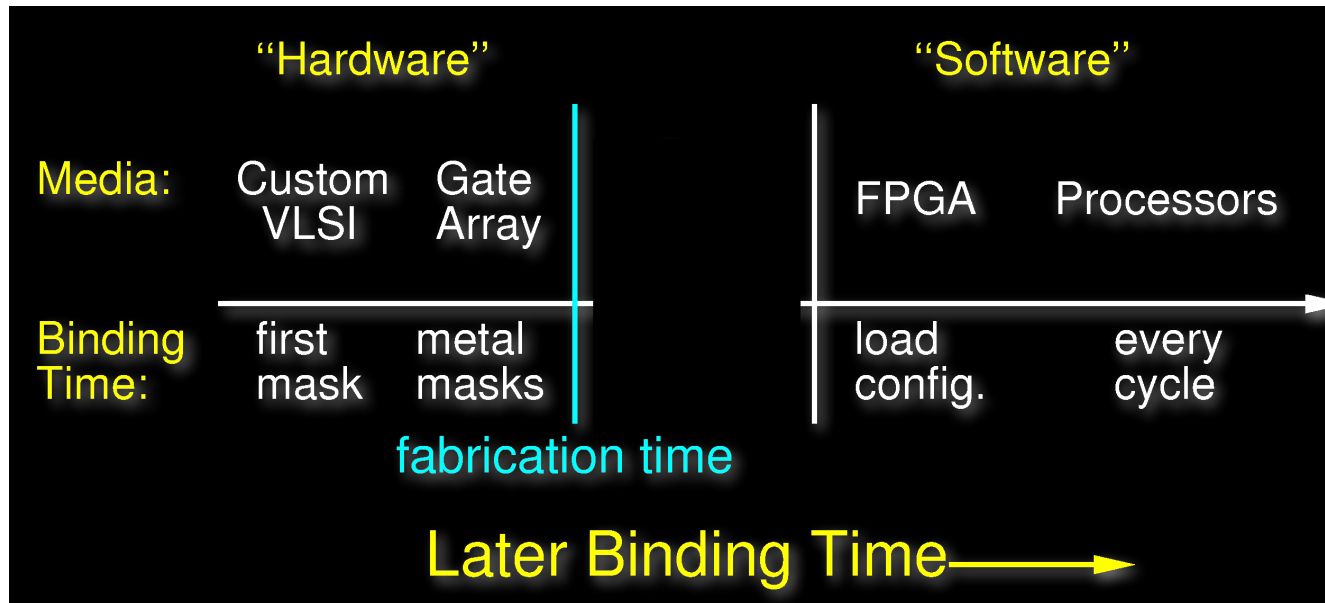 “Hardware” “Software”
Media: Custom VLSI Gate Array FPGA Processors
Binding Time: first mask metal masks load config. every cycle
fabrication time
Later Binding Time